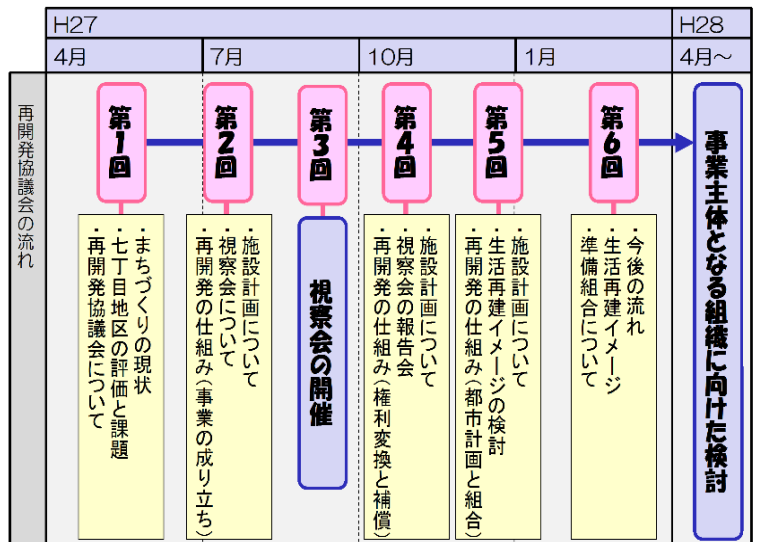 H27
H28
4月
7月
10月
1月
4月～
再開発協議会の流れ
第1回
第2回
第3回
第4回
第5回
第6回
・まちづくりの現状
・七丁目地区の評価と課題
・再開発協議会について
・施設計画について
・視察会について
・再開発の仕組み（事業の成り立ち）
視察会の開催
・施設計画について
・視察会の報告会
・再開発の仕組み（権利変換と補償）
・施設計画について
・生活再建イメージの検討
・再開発の仕組み（都市計画と組合）
・今後の流れ
・生活再建イメージ
・準備組合について
事業主体となる組織に向けた検討